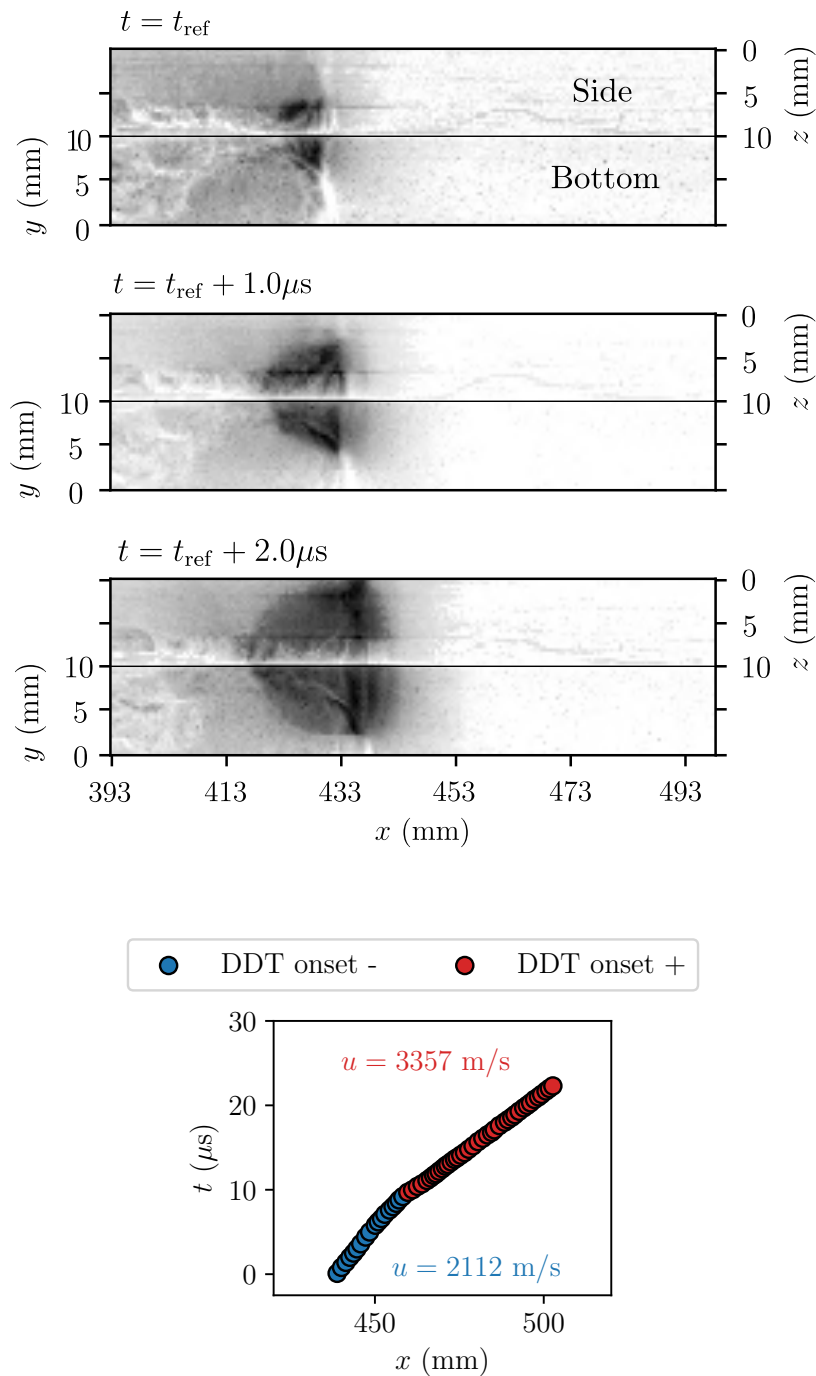 t = t_ref
0
Side
5
z (mm)
10
10
y (mm)
Bottom
5
0
t = t_ref + 1.0μs
0
5
z (mm)
10
10
y (mm)
5
0
t = t_ref + 2.0μs
0
5
z (mm)
10
10
y (mm)
5
0
393 413 433 453 473 493
x (mm)
DDT onset - DDT onset +
30
u = 3357 m/s
20
t (μs)
10
u = 2112 m/s
0
450 500
x (mm)